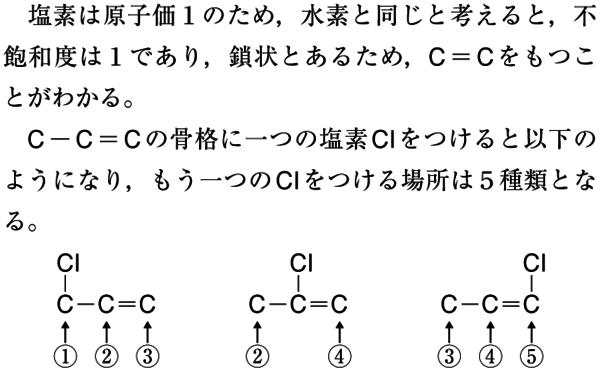 塩素は原子価1のため，水素と同じと考えると，不
飽和度は1であり，鎖状とあるため，C＝Cをもつこ
とがわかる。
C－C＝Cの骨格に一つの塩素Clをつけると以下の
ようになり，もう一つのClをつける場所は5種類とな
る。
Cl Cl Cl
C－C＝C C－C＝C C－C＝C
① ② ③ ② ④ ③ ④ ⑤